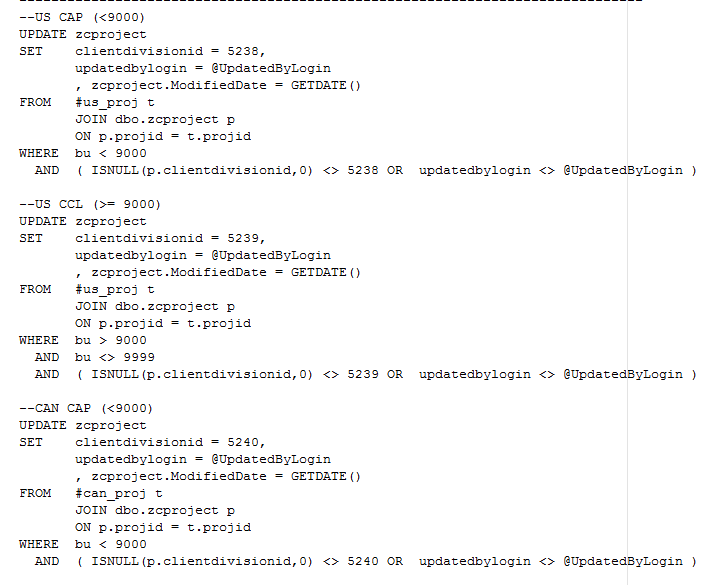 --------------------------------------------------------------------------------
--US CAP (<9000)
UPDATE zcproject
SET    clientdivisionid = 5238,
       updatedbylogin = @UpdatedByLogin
       , zcproject.ModifiedDate = GETDATE()
FROM   #us_proj t
       JOIN dbo.zcproject p
       ON p.projid = t.projid
WHERE  bu < 9000
  AND  ( ISNULL(p.clientdivisionid,0) <> 5238 OR  updatedbylogin <> @UpdatedByLogin )

--US CCL (>= 9000)
UPDATE zcproject
SET    clientdivisionid = 5239,
       updatedbylogin = @UpdatedByLogin
       , zcproject.ModifiedDate = GETDATE()
FROM   #us_proj t
       JOIN dbo.zcproject p
       ON p.projid = t.projid
WHERE  bu > 9000
  AND  bu <> 9999
  AND  ( ISNULL(p.clientdivisionid,0) <> 5239 OR  updatedbylogin <> @UpdatedByLogin )

--CAN CAP (<9000)
UPDATE zcproject
SET    clientdivisionid = 5240,
       updatedbylogin = @UpdatedByLogin
       , zcproject.ModifiedDate = GETDATE()
FROM   #can_proj t
       JOIN dbo.zcproject p
       ON p.projid = t.projid
WHERE  bu < 9000
  AND  ( ISNULL(p.clientdivisionid,0) <> 5240 OR  updatedbylogin <> @UpdatedByLogin )